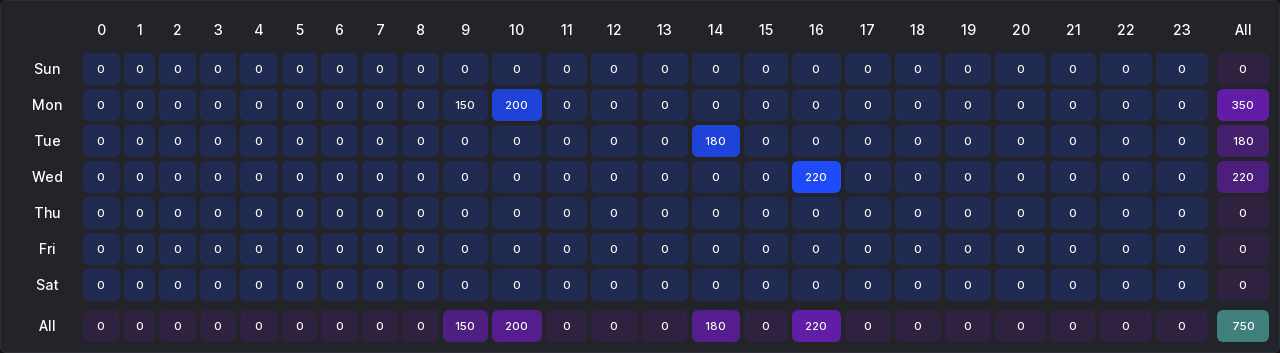 0 1 2 3 4 5 6 7 8 9 10 11 12 13 14 15 16 17 18 19 20 21 22 23 All
Sun 0 0 0 0 0 0 0 0 0 0 0 0 0 0 0 0 0 0 0 0 0 0 0 0 0
Mon 0 0 0 0 0 0 0 0 0 150 200 0 0 0 0 0 0 0 0 0 0 0 0 0 350
Tue 0 0 0 0 0 0 0 0 0 0 0 0 0 0 180 0 0 0 0 0 0 0 0 0 180
Wed 0 0 0 0 0 0 0 0 0 0 0 0 0 0 0 0 220 0 0 0 0 0 0 0 220
Thu 0 0 0 0 0 0 0 0 0 0 0 0 0 0 0 0 0 0 0 0 0 0 0 0 0
Fri 0 0 0 0 0 0 0 0 0 0 0 0 0 0 0 0 0 0 0 0 0 0 0 0 0
Sat 0 0 0 0 0 0 0 0 0 0 0 0 0 0 0 0 0 0 0 0 0 0 0 0 0
All 0 0 0 0 0 0 0 0 0 150 200 0 0 0 180 0 220 0 0 0 0 0 0 0 750